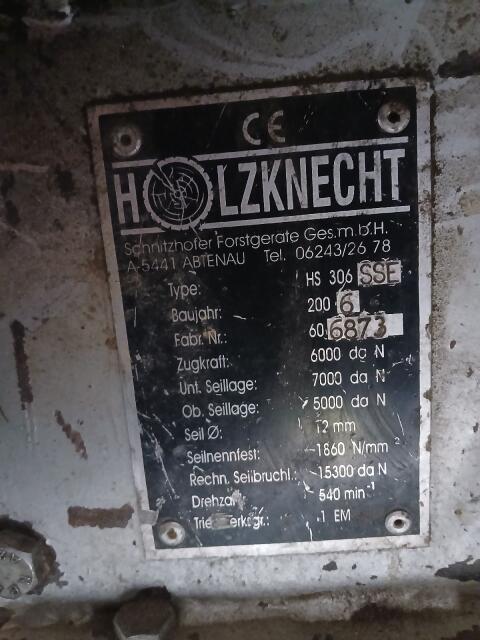 CE
HOLZKNECHT
Schnitzhofer Forstgeräte Ges.m.b.H.
A-5441 ABTENAU Tel. 06243/26 78
Type: HS 306 SSE
Baujahr: 2006
Fabr. Nr.: 606873
Zugkraft: 6000 da N
Unt. Seillage: 7000 da N
Ob. Seillage: 5000 da N
Seil Ø: 12 mm
Seilnennfest: 1860 N/mm²
Rechn. Seilbruchl.: 15300 da N
Drehzahl: 540 min⁻¹
1 EM